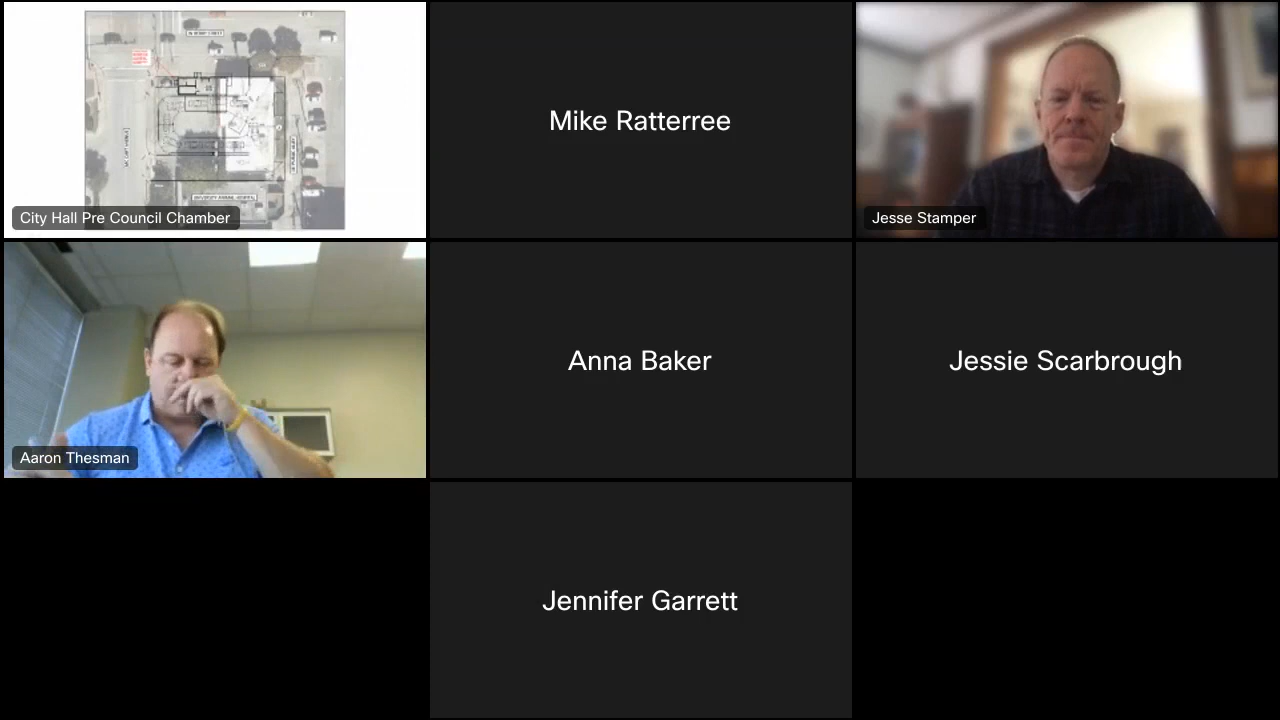 City Hall Pre Council Chamber
Mike Ratterree
Jesse Stamper
Aaron Thesman
Anna Baker
Jessie Scarbrough
Jennifer Garrett